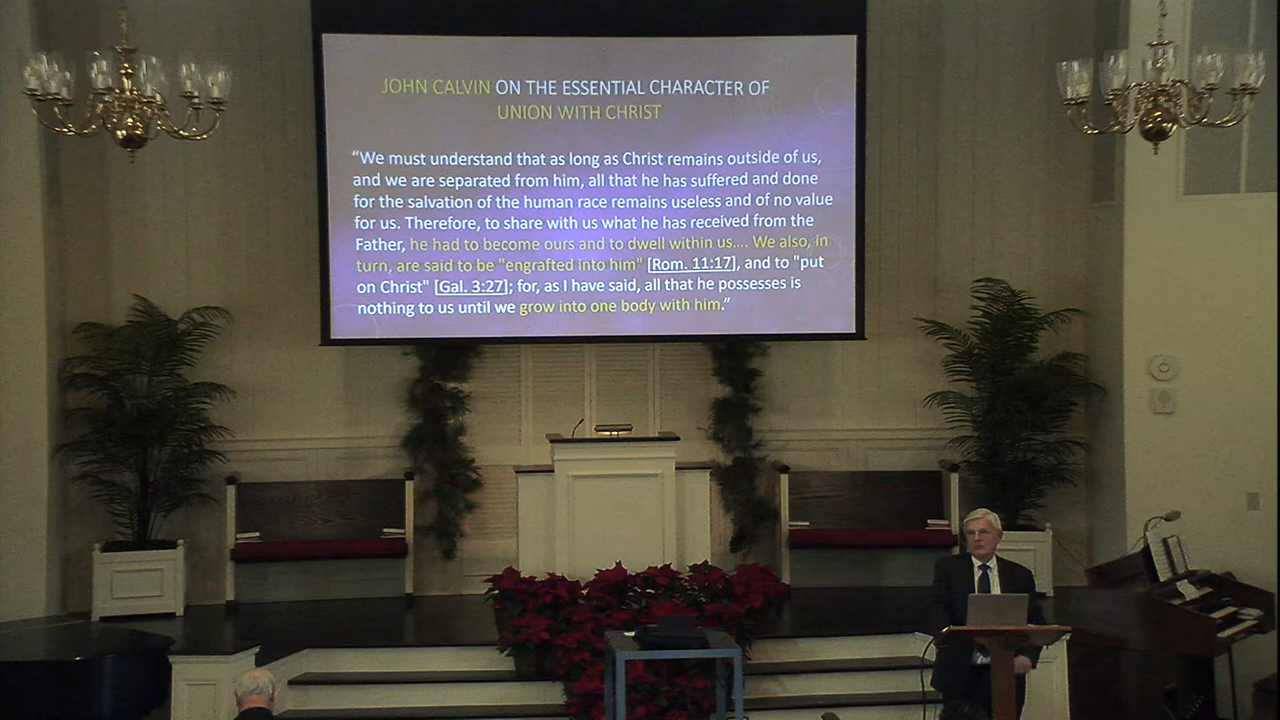 JOHN CALVIN ON THE ESSENTIAL CHARACTER OF
UNION WITH CHRIST
“We must understand that as long as Christ remains outside of us,
and we are separated from him, all that he has suffered and done
for the salvation of the human race remains useless and of no value
for us. Therefore, to share with us what he has received from the
Father, he had to become ours and to dwell within us.... We also, in
turn, are said to be "engrafted into him" [Rom. 11:17], and to "put
on Christ" [Gal. 3:27]; for, as I have said, all that he possesses is
nothing to us until we grow into one body with him.”